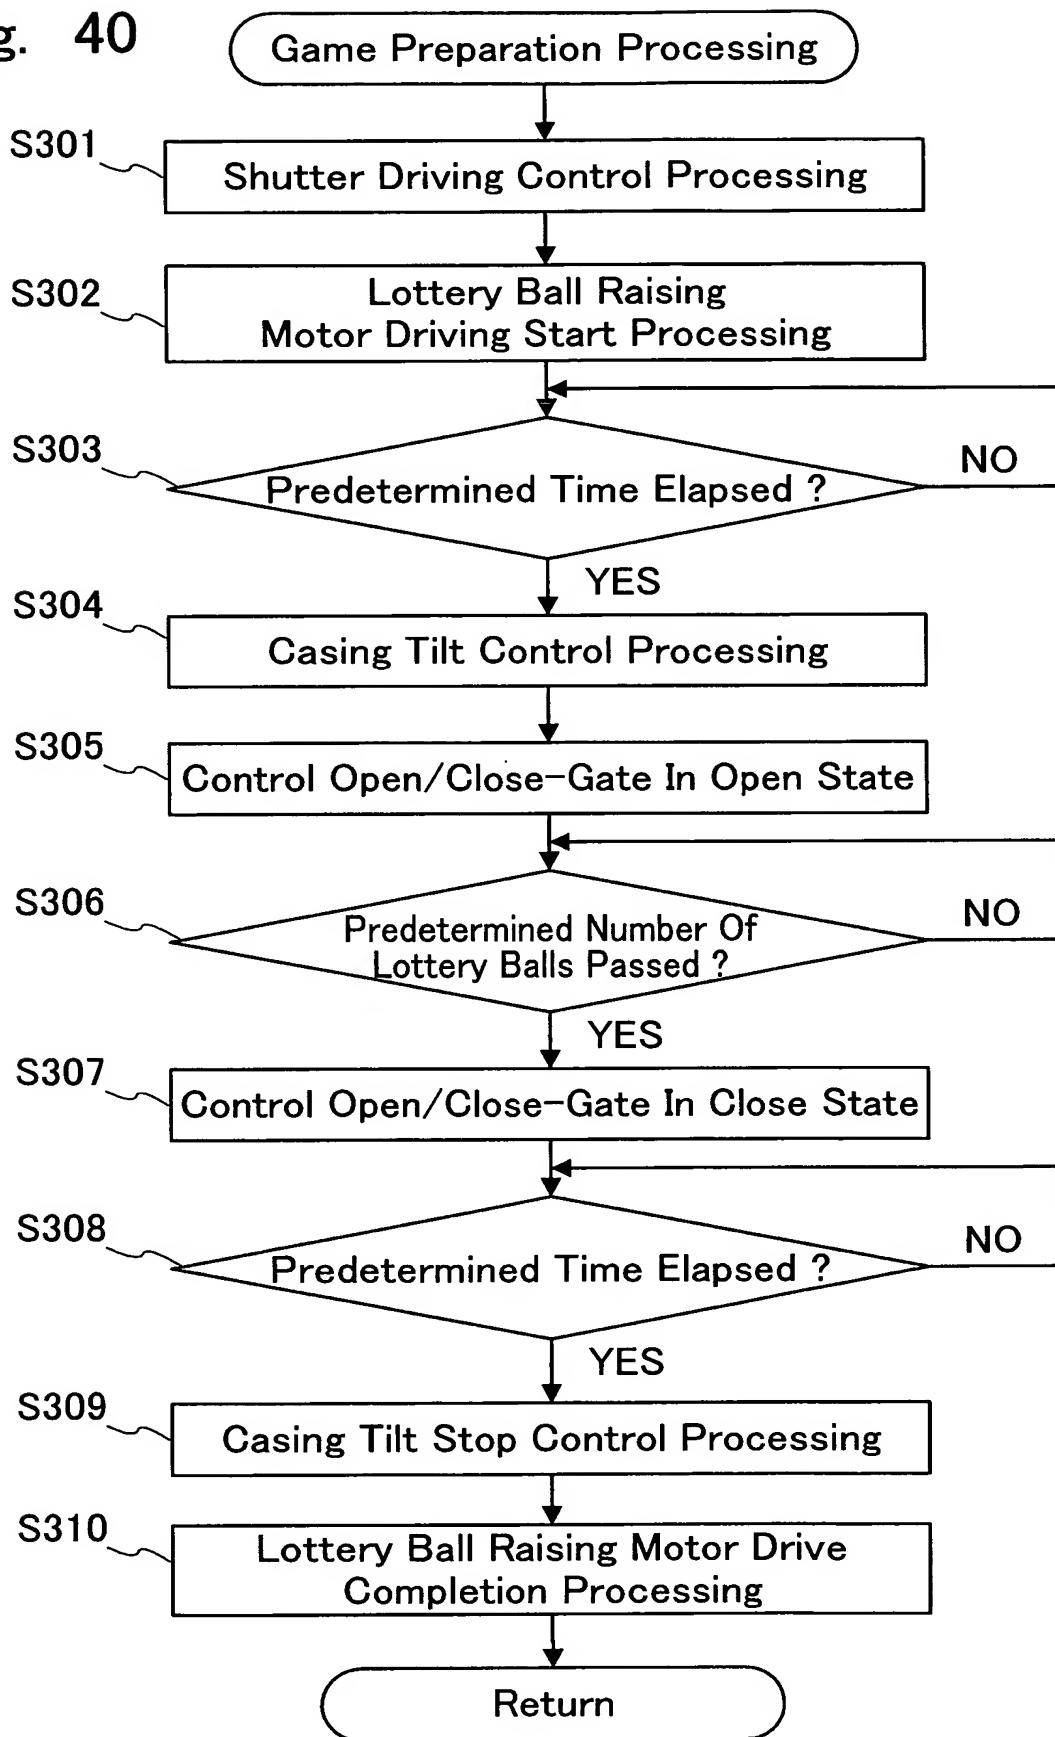 g. 40
Game Preparation Processing
S301
Shutter Driving Control Processing
S302
Lottery Ball Raising
Motor Driving Start Processing
S303
Predetermined Time Elapsed ?
NO
YES
S304
Casing Tilt Control Processing
S305
Control Open/Close-Gate In Open State
S306
Predetermined Number Of
Lottery Balls Passed ?
NO
YES
S307
Control Open/Close-Gate In Close State
S308
Predetermined Time Elapsed ?
NO
YES
S309
Casing Tilt Stop Control Processing
S310
Lottery Ball Raising Motor Drive
Completion Processing
Return